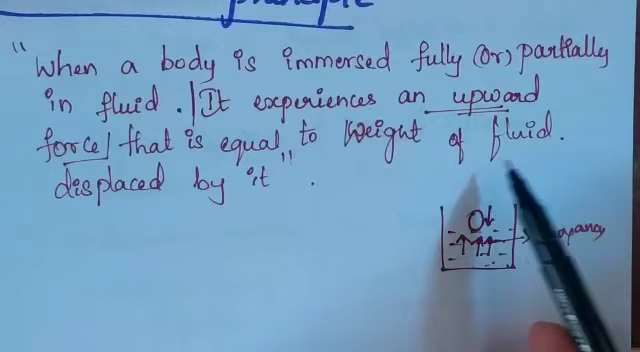 principle
"When a body is immersed fully (or) partially
in fluid. It experiences an upward
force that is equal to weight of fluid.
displaced by it".